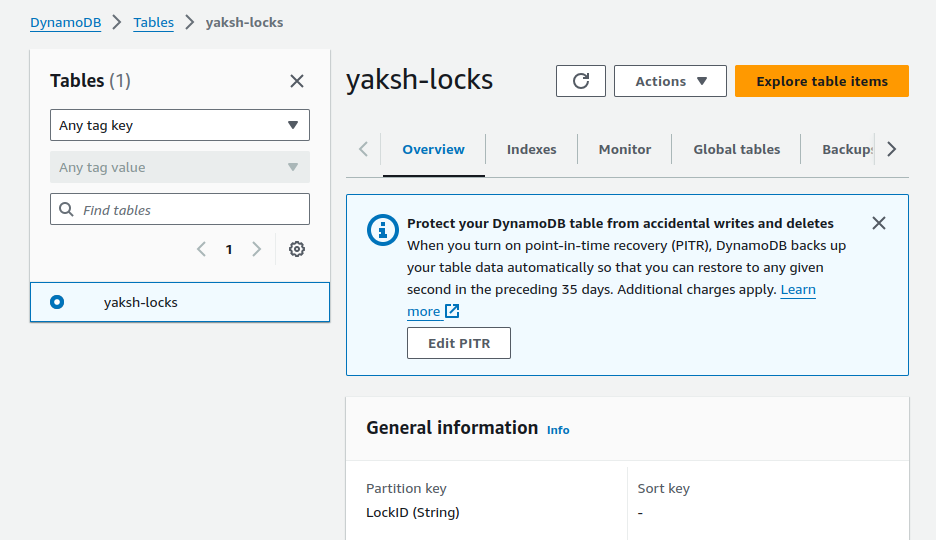 DynamoDB > Tables > yaksh-locks
Tables (1)
Any tag key
Any tag value
Find tables
1
yaksh-locks
yaksh-locks
Actions
Explore table items
Overview
Indexes
Monitor
Global tables
Backups
Protect your DynamoDB table from accidental writes and deletes
When you turn on point-in-time recovery (PITR), DynamoDB backs up
your table data automatically so that you can restore to any given
second in the preceding 35 days. Additional charges apply. Learn
more
Edit PITR
General information Info
Partition key
LockID (String)
Sort key
-